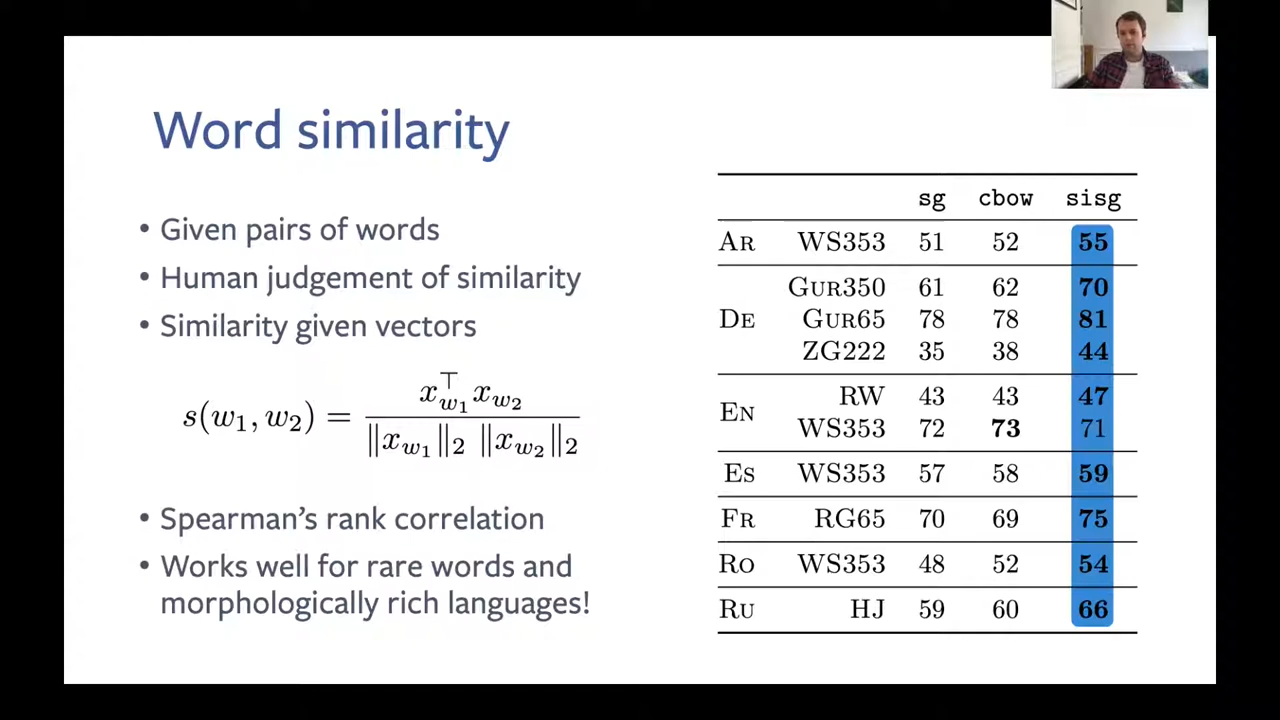 Word similarity
• Given pairs of words
• Human judgement of similarity
• Similarity given vectors
s(w₁, w₂) = x⊤w₁ xw₂ / ‖xw₁‖₂ ‖xw₂‖₂
• Spearman’s rank correlation
• Works well for rare words and
morphologically rich languages!
sg cbow sisg
AR WS353 51 52 55
GUR350 61 62 70
DE GUR65 78 78 81
ZG222 35 38 44
EN RW 43 43 47
WS353 72 73 71
ES WS353 57 58 59
FR RG65 70 69 75
RO WS353 48 52 54
RU HJ 59 60 66